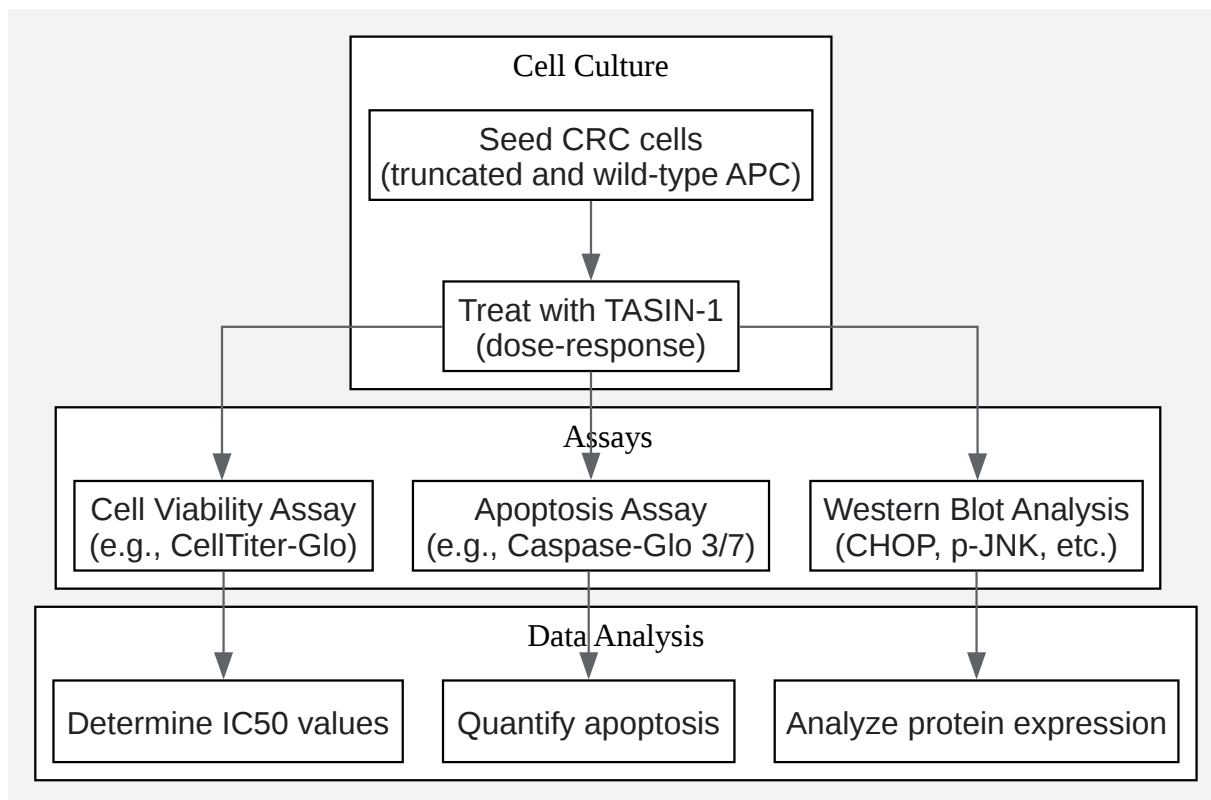 Cell Culture
Seed CRC cells
(truncated and wild-type APC)
Treat with TASIN-1
(dose-response)
Assays
Cell Viability Assay
(e.g., CellTiter-Glo)
Apoptosis Assay
(e.g., Caspase-Glo 3/7)
Western Blot Analysis
(CHOP, p-JNK, etc.)
Data Analysis
Determine IC50 values
Quantify apoptosis
Analyze protein expression